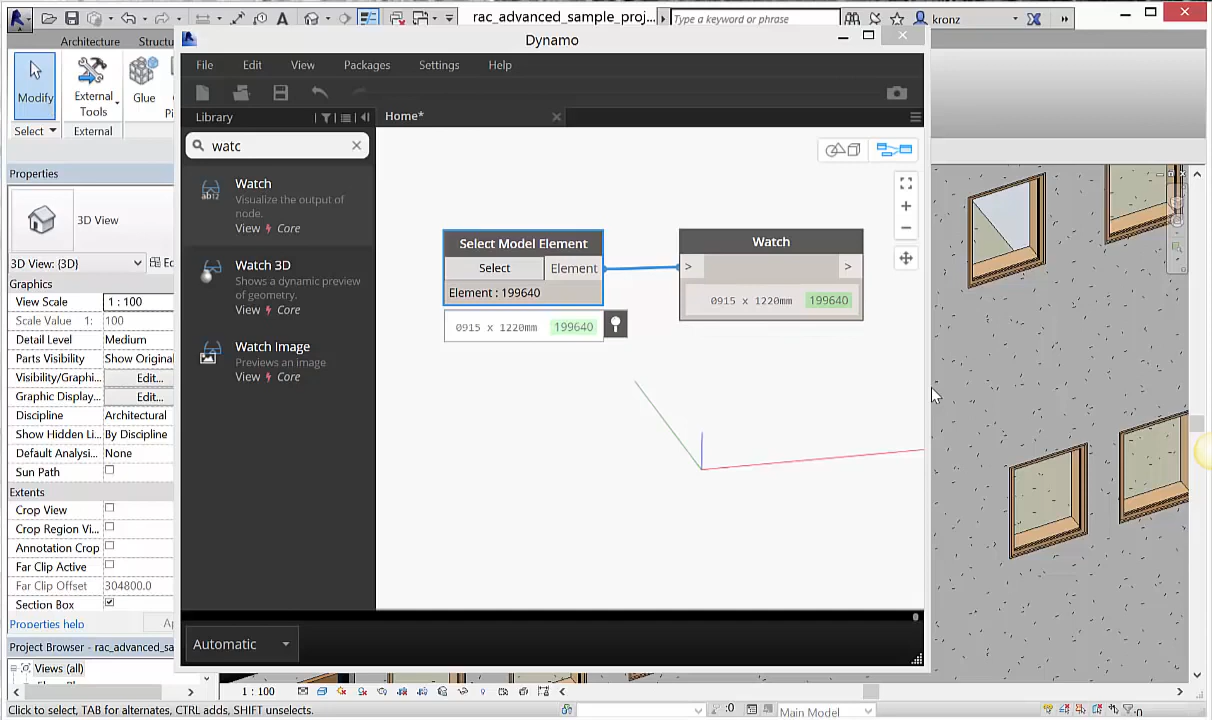 rac_advanced_sample_proj...
Type a keyword or phrase
kronz
Architecture
Structu
Modify
External
Tools
Glue
Pi
Select
External
Dynamo
File Edit View Packages Settings Help
Library
Home*
watc
Watch
Visualize the output of
node.
View Core
ab12
Watch 3D
Shows a dynamic preview
of geometry.
View Core
Watch Image
Previews an image
View Core
Select Model Element
Select Element
Element : 199640
0915 x 1220mm 199640
Watch
> >
0915 x 1220mm 199640
Automatic
Properties
3D View
3D View: {3D}
Ec
Graphics
View Scale 1 : 100
Scale Value 1: 100
Detail Level Medium
Parts Visibility Show Original
Visibility/Graphi... Edit...
Graphic Display... Edit...
Discipline Architectural
Show Hidden Li... By Discipline
Default Analysi... None
Sun Path
Extents
Crop View
Crop Region Vi...
Annotation Crop
Far Clip Active
Far Clip Offset 304800.0
Section Box
Properties help
Ap
Project Browser - rac_advanced_sa
Views (all)
1 : 100
Click to select, TAB for alternates, CTRL adds, SHIFT unselects.
:0
Main Model
:0